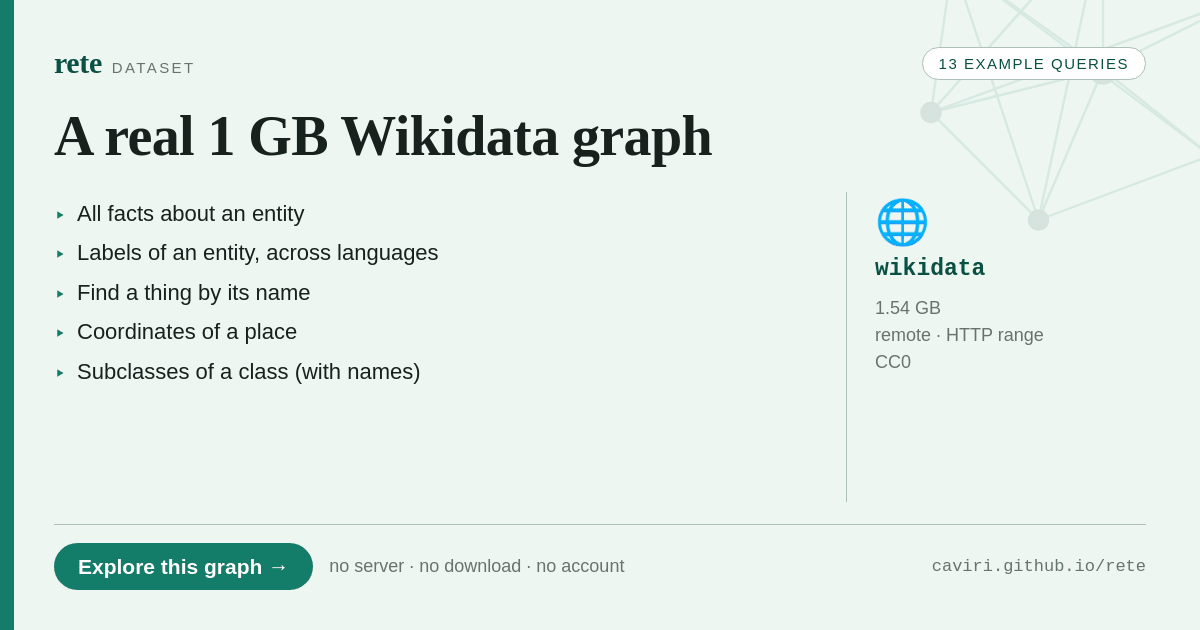 rete DATASET
13 EXAMPLE QUERIES
A real 1 GB Wikidata graph
▸ All facts about an entity
▸ Labels of an entity, across languages
▸ Find a thing by its name
▸ Coordinates of a place
▸ Subclasses of a class (with names)
wikidata
1.54 GB
remote · HTTP range
CC0
Explore this graph →
no server · no download · no account
caviri.github.io/rete